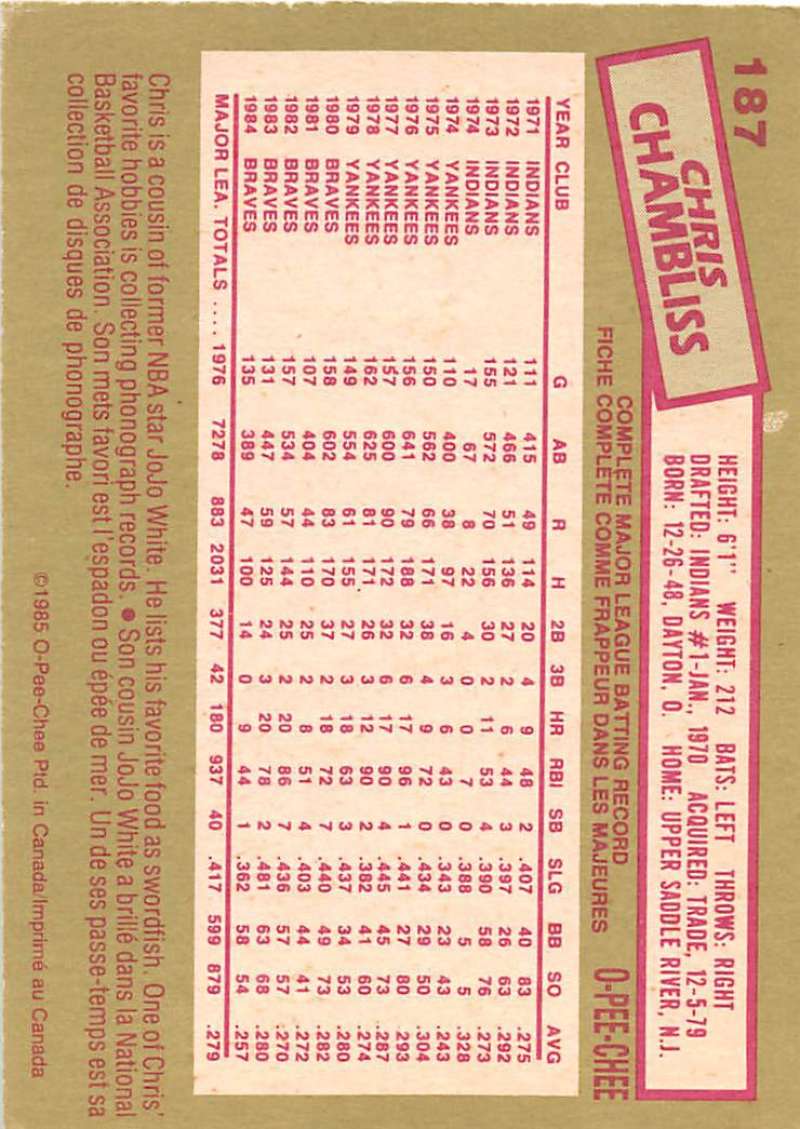 187
CHRIS
CHAMBLISS
HEIGHT: 6'1" WEIGHT: 212 BATS: LEFT THROWS: RIGHT
DRAFTED: INDIANS #1-JAN., 1970 ACQUIRED: TRADE, 12-5-79
BORN: 12-26-48, DAYTON, O. HOME: UPPER SADDLE RIVER, N.J.
COMPLETE MAJOR LEAGUE BATTING RECORD
FICHE COMPLÈTE COMME FRAPPEUR DANS LES MAJEURES
O-PEE-CHEE
YEAR CLUB G AB R H 2B 3B HR RBI SB SLG BB SO AVG
1971 INDIANS 111 415 49 114 20 4 9 48 2 .407 40 83 .275
1972 INDIANS 121 466 51 136 27 2 6 44 3 .397 26 63 .292
1973 INDIANS 155 572 70 156 30 2 11 53 4 .390 58 76 .273
1974 INDIANS 17 67 8 22 4 0 0 7 0 .388 5 5 .328
1974 YANKEES 110 400 38 97 16 3 6 43 0 .343 23 43 .243
1975 YANKEES 150 562 66 171 38 4 9 72 0 .434 29 50 .304
1976 YANKEES 156 641 79 188 32 6 17 96 1 .441 27 80 .293
1977 YANKEES 157 600 90 172 32 6 17 90 4 .445 45 73 .287
1978 YANKEES 162 625 81 171 26 3 12 90 2 .382 41 60 .274
1979 YANKEES 149 554 61 155 27 3 18 63 3 .437 34 53 .280
1980 BRAVES 158 602 83 170 37 2 18 72 7 .440 49 73 .282
1981 BRAVES 107 404 44 110 25 2 8 51 4 .403 44 41 .272
1982 BRAVES 157 534 57 144 25 2 20 86 7 .436 57 57 .270
1983 BRAVES 131 447 59 125 24 3 20 78 2 .481 63 68 .280
1984 BRAVES 135 389 47 100 14 0 9 44 1 .362 58 54 .257
MAJOR LEA. TOTALS .... 1976 7278 883 2031 377 42 180 937 40 .417 599 879 .279
Chris is a cousin of former NBA star JoJo White. He lists his favorite food as swordfish. One of Chris'
favorite hobbies is collecting phonograph records. ● Son cousin JoJo White a brillé dans la National
Basketball Association. Son mets favori est l'espadon ou épée de mer. Un de ses passe-temps est sa
collection de disques de phonographe.
©1985 O-Pee-Chee Ptd. in Canada/Imprimé au Canada